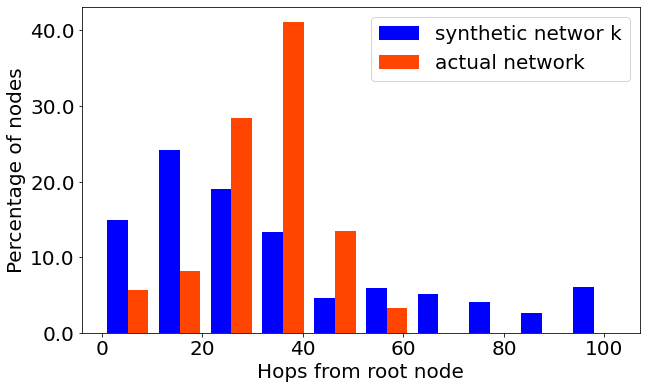 synthetic networ k
actual network
Percentage of nodes
40.0
30.0
20.0
10.0
0.0
0 20 40 60 80 100
Hops from root node